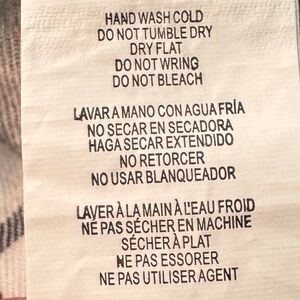 HAND WASH COLD
DO NOT TUMBLE DRY
DRY FLAT
DO NOT WRING
DO NOT BLEACH
LAVAR A MANO CON AGUA FRÍA
NO SECAR EN SECADORA
HAGA SECAR EXTENDIDO
NO RETORCER
NO USAR BLANQUEADOR
LAVER À LA MAIN À L'EAU FROID
NE PAS SÉCHER EN MACHINE
SÉCHER À PLAT
NE PAS ESSORER
NE PAS UTILISER AGENT